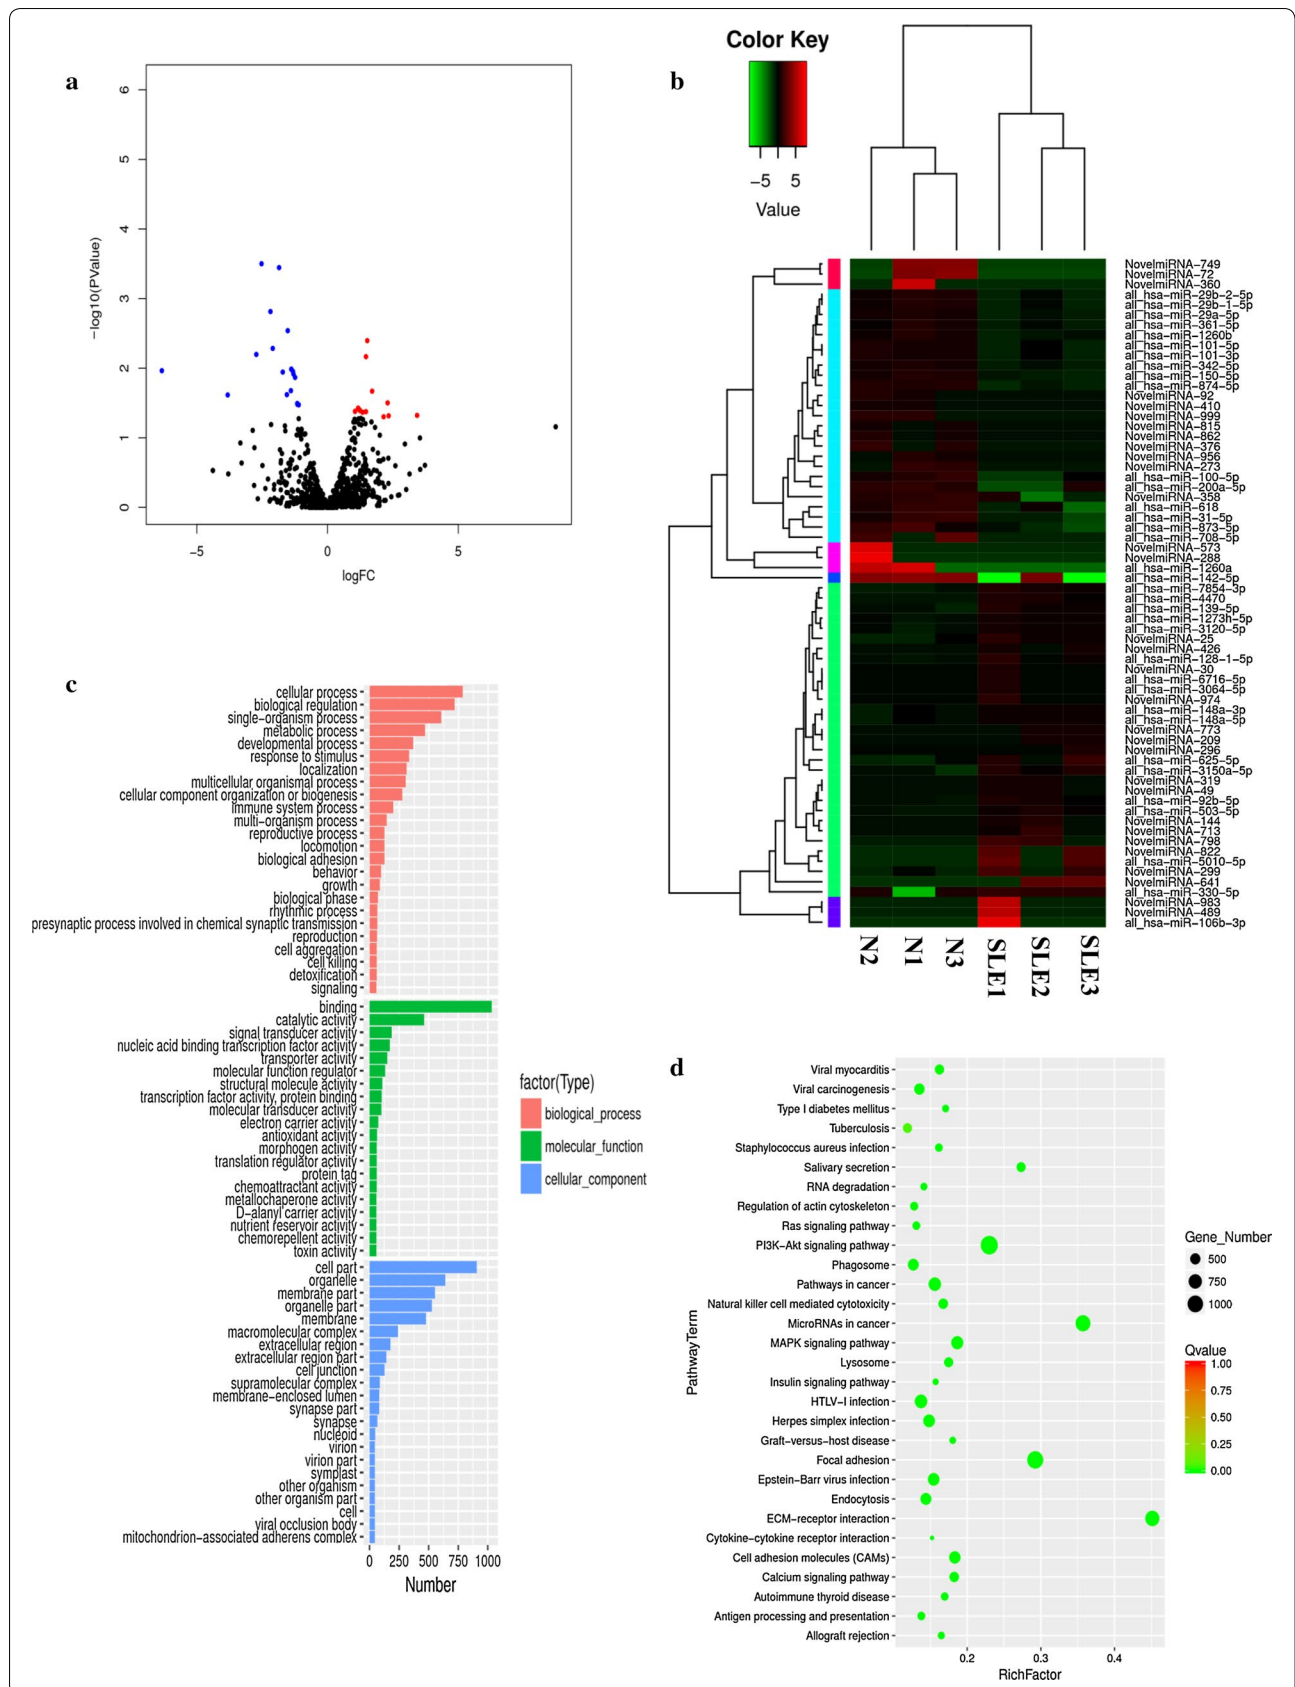 a
6
5
4
3
2
1
0
−log10(PValue)
−5
0
5
logFC
b
Color Key
−5 5
Value
NovelmiRNA−749
NovelmiRNA−72
NovelmiRNA−360
all_hsa−miR−29b−2−5p
all_hsa−miR−29b−1−5p
all_hsa−miR−29a−5p
all_hsa−miR−361−5p
all_hsa−miR−1260b
all_hsa−miR−101−5p
all_hsa−miR−101−3p
all_hsa−miR−342−5p
all_hsa−miR−150−5p
all_hsa−miR−874−5p
NovelmiRNA−92
NovelmiRNA−410
NovelmiRNA−999
NovelmiRNA−815
NovelmiRNA−862
NovelmiRNA−376
NovelmiRNA−956
NovelmiRNA−273
all_hsa−miR−100−5p
all_hsa−miR−200a−5p
NovelmiRNA−358
all_hsa−miR−618
all_hsa−miR−31−5p
all_hsa−miR−873−5p
all_hsa−miR−708−5p
NovelmiRNA−573
NovelmiRNA−288
all_hsa−miR−1260a
all_hsa−miR−142−5p
all_hsa−miR−7854−3p
all_hsa−miR−4470
all_hsa−miR−139−5p
all_hsa−miR−1273h−5p
all_hsa−miR−3120−5p
NovelmiRNA−25
NovelmiRNA−426
all_hsa−miR−128−1−5p
NovelmiRNA−30
all_hsa−miR−6716−5p
all_hsa−miR−3064−5p
NovelmiRNA−974
all_hsa−miR−148a−3p
all_hsa−miR−148a−5p
NovelmiRNA−773
NovelmiRNA−209
NovelmiRNA−296
all_hsa−miR−625−5p
all_hsa−miR−3150a−5p
NovelmiRNA−319
NovelmiRNA−49
all_hsa−miR−92b−5p
all_hsa−miR−503−5p
NovelmiRNA−144
NovelmiRNA−713
NovelmiRNA−798
NovelmiRNA−822
all_hsa−miR−5010−5p
NovelmiRNA−299
NovelmiRNA−641
all_hsa−miR−330−5p
NovelmiRNA−983
NovelmiRNA−489
all_hsa−miR−106b−3p
N2
N1
N3
SLE1
SLE2
SLE3
c
cellular process
biological regulation
single−organism process
metabolic process
developmental process
response to stimulus
localization
multicellular organismal process
cellular component organization or biogenesis
immune system process
multi−organism process
reproductive process
locomotion
biological adhesion
behavior
growth
biological phase
rhythmic process
presynaptic process involved in chemical synaptic transmission
reproduction
cell aggregation
cell killing
detoxification
signaling
binding
catalytic activity
signal transducer activity
nucleic acid binding transcription factor activity
transporter activity
molecular function regulator
structural molecule activity
transcription factor activity, protein binding
molecular transducer activity
electron carrier activity
antioxidant activity
morphogen activity
translation regulator activity
protein tag
chemoattractant activity
metallochaperone activity
D−alanyl carrier activity
nutrient reservoir activity
chemorepellent activity
toxin activity
cell part
organelle
membrane part
organelle part
membrane
macromolecular complex
extracellular region
extracellular region part
cell junction
supramolecular complex
membrane−enclosed lumen
synapse part
synapse
nucleoid
virion
virion part
symplast
other organism
other organism part
cell
viral occlusion body
mitochondrion−associated adherens complex
0 250 500 750 1000
Number
factor(Type)
biological_process
molecular_function
cellular_component
d
Viral myocarditis
Viral carcinogenesis
Type I diabetes mellitus
Tuberculosis
Staphylococcus aureus infection
Salivary secretion
RNA degradation
Regulation of actin cytoskeleton
Ras signaling pathway
PI3K−Akt signaling pathway
Phagosome
Pathways in cancer
Natural killer cell mediated cytotoxicity
MicroRNAs in cancer
MAPK signaling pathway
Lysosome
Insulin signaling pathway
HTLV−I infection
Herpes simplex infection
Graft−versus−host disease
Focal adhesion
Epstein−Barr virus infection
Endocytosis
ECM−receptor interaction
Cytokine−cytokine receptor interaction
Cell adhesion molecules (CAMs)
Calcium signaling pathway
Autoimmune thyroid disease
Antigen processing and presentation
Allograft rejection
PathwayTerm
0.2 0.3 0.4
RichFactor
Gene_Number
500
750
1000
Qvalue
1.00
0.75
0.50
0.25
0.00